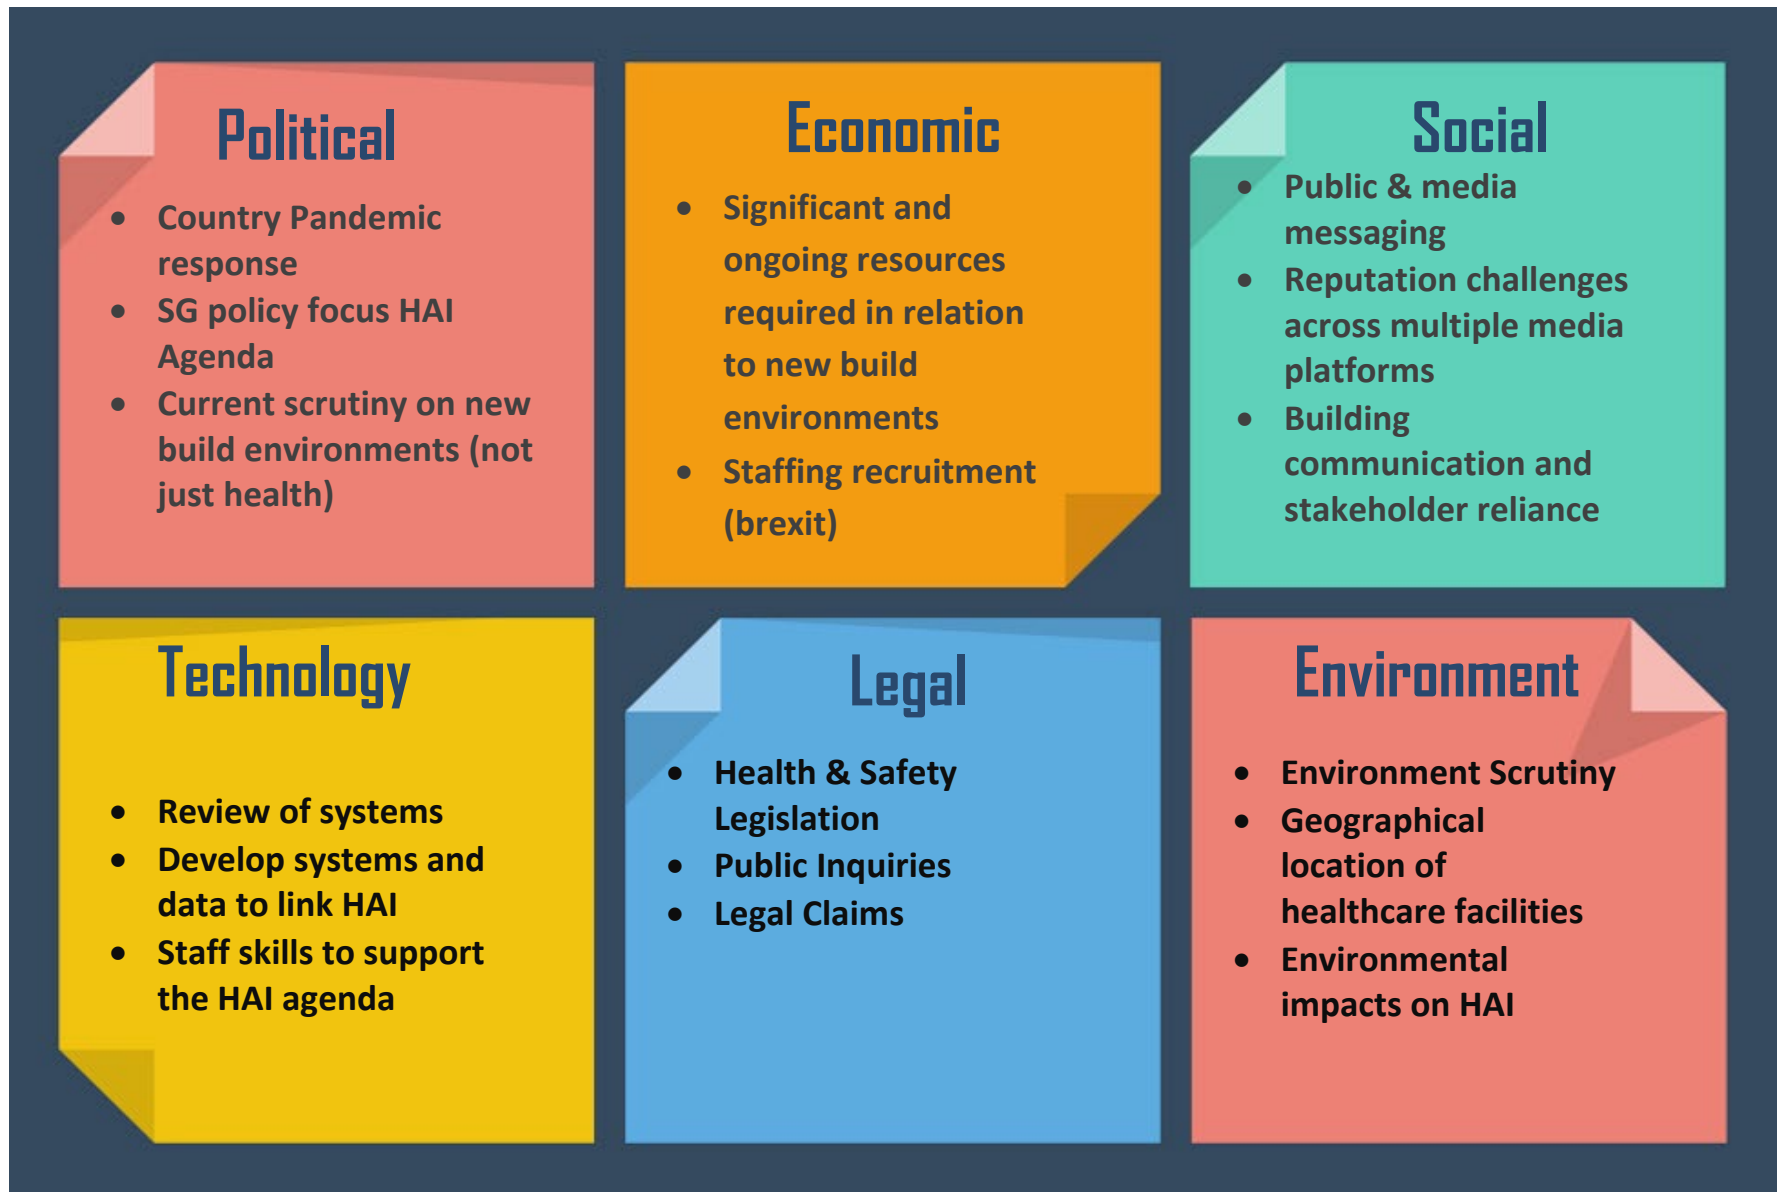 Political
• Country Pandemic
response
• SG policy focus HAI
Agenda
• Current scrutiny on new
build environments (not
just health)
Economic
• Significant and
ongoing resources
required in relation
to new build
environments
• Staffing recruitment
(brexit)
Social
• Public & media
messaging
• Reputation challenges
across multiple media
platforms
• Building
communication and
stakeholder reliance
Technology
• Review of systems
• Develop systems and
data to link HAI
• Staff skills to support
the HAI agenda
Legal
• Health & Safety
Legislation
• Public Inquiries
• Legal Claims
Environment
• Environment Scrutiny
• Geographical
location of
healthcare facilities
• Environmental
impacts on HAI